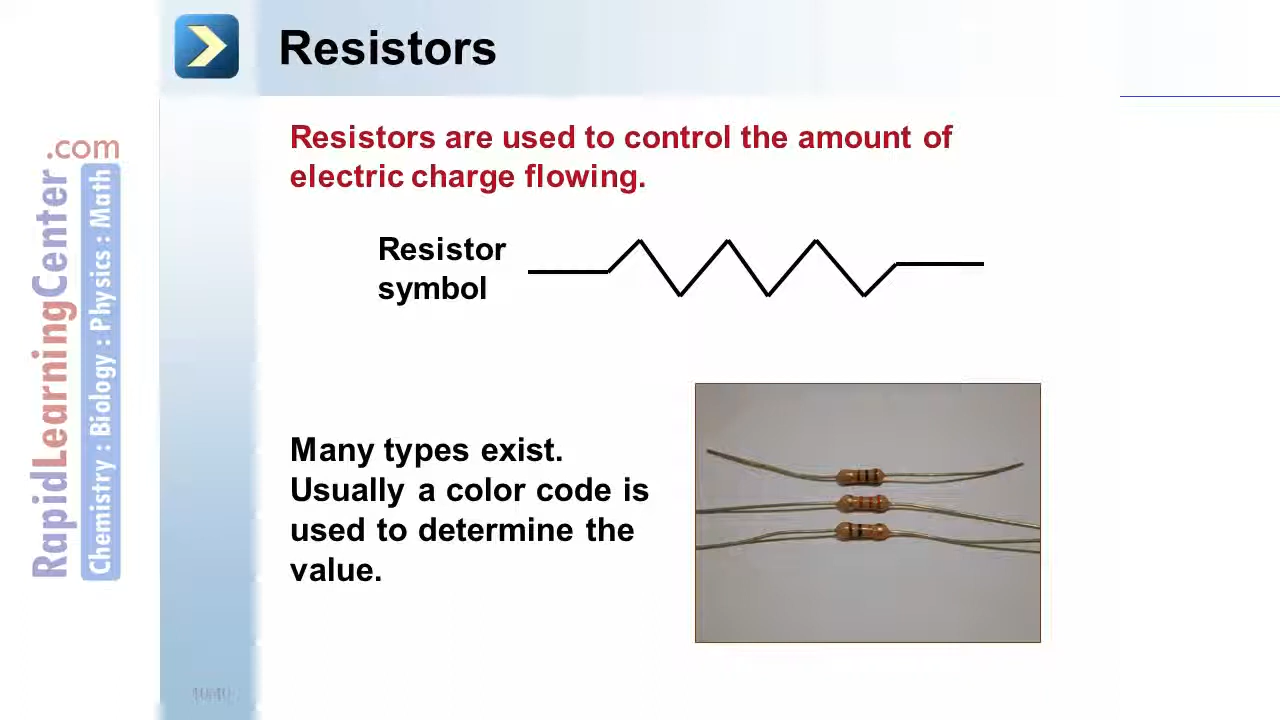 Resistors
Resistors are used to control the amount of
electric charge flowing.
Resistor
symbol
Many types exist.
Usually a color code is
used to determine the
value.
RapidLearningCenter.com
Chemistry : Biology : Physics : Math